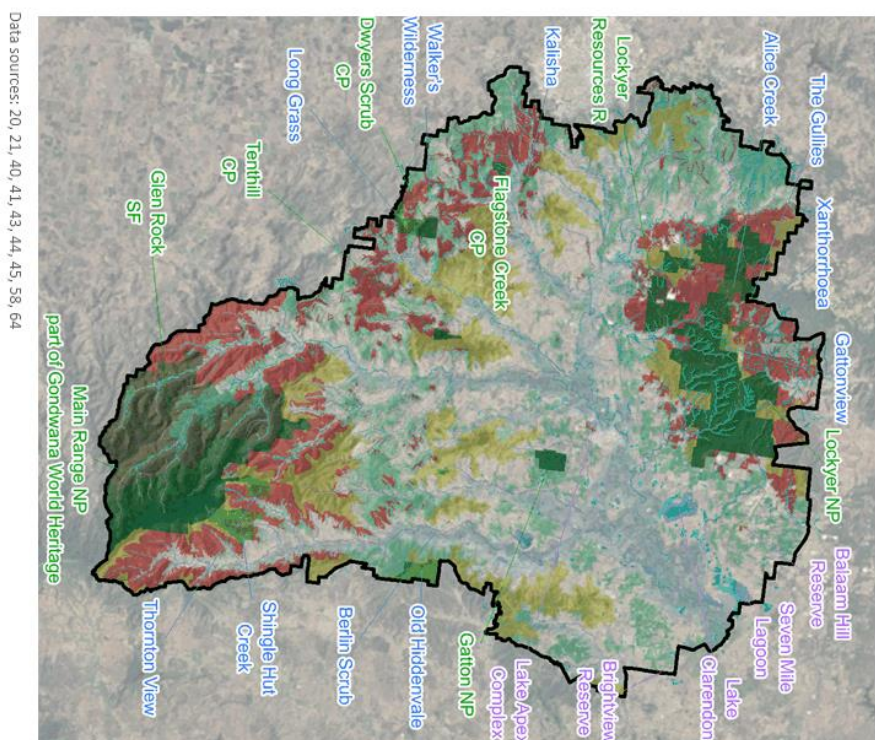 The Gullies
Alice Creek
Xanthorrhoea
Gattonview
Lockyer NP
Balaam Hill
Reserve
Seven Mile
Lagoon
Lake
Clarendon
Lockyer
Resources R
Brightview
Reserve
Kalisha
Lake Apex
Complex
Flagstone Creek
CP
Gatton NP
Walker's
Wilderness
Old Hiddenvale
Dwyers Scrub
CP
Berlin Scrub
Long Grass
Tenthill
CP
Shingle Hut
Creek
Glen Rock
SF
Thornton View
Main Range NP
part of Gondwana World Heritage
Data sources: 20, 21, 40, 41, 43, 44, 45, 58, 64